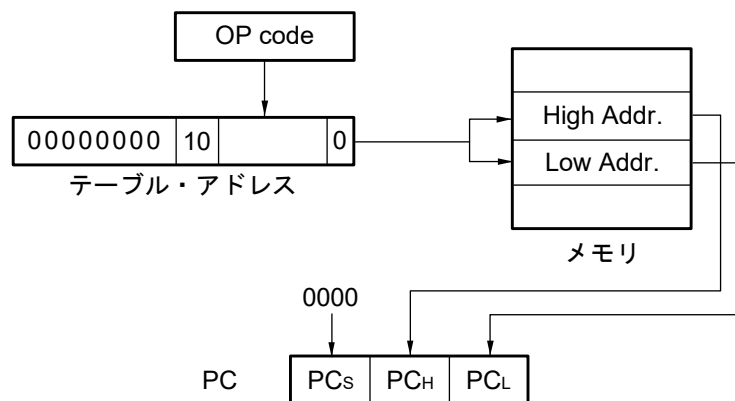 OP code
00000000 10 0
テーブル・アドレス
High Addr.
Low Addr.
メモリ
0000
PC PCS PCH PCL